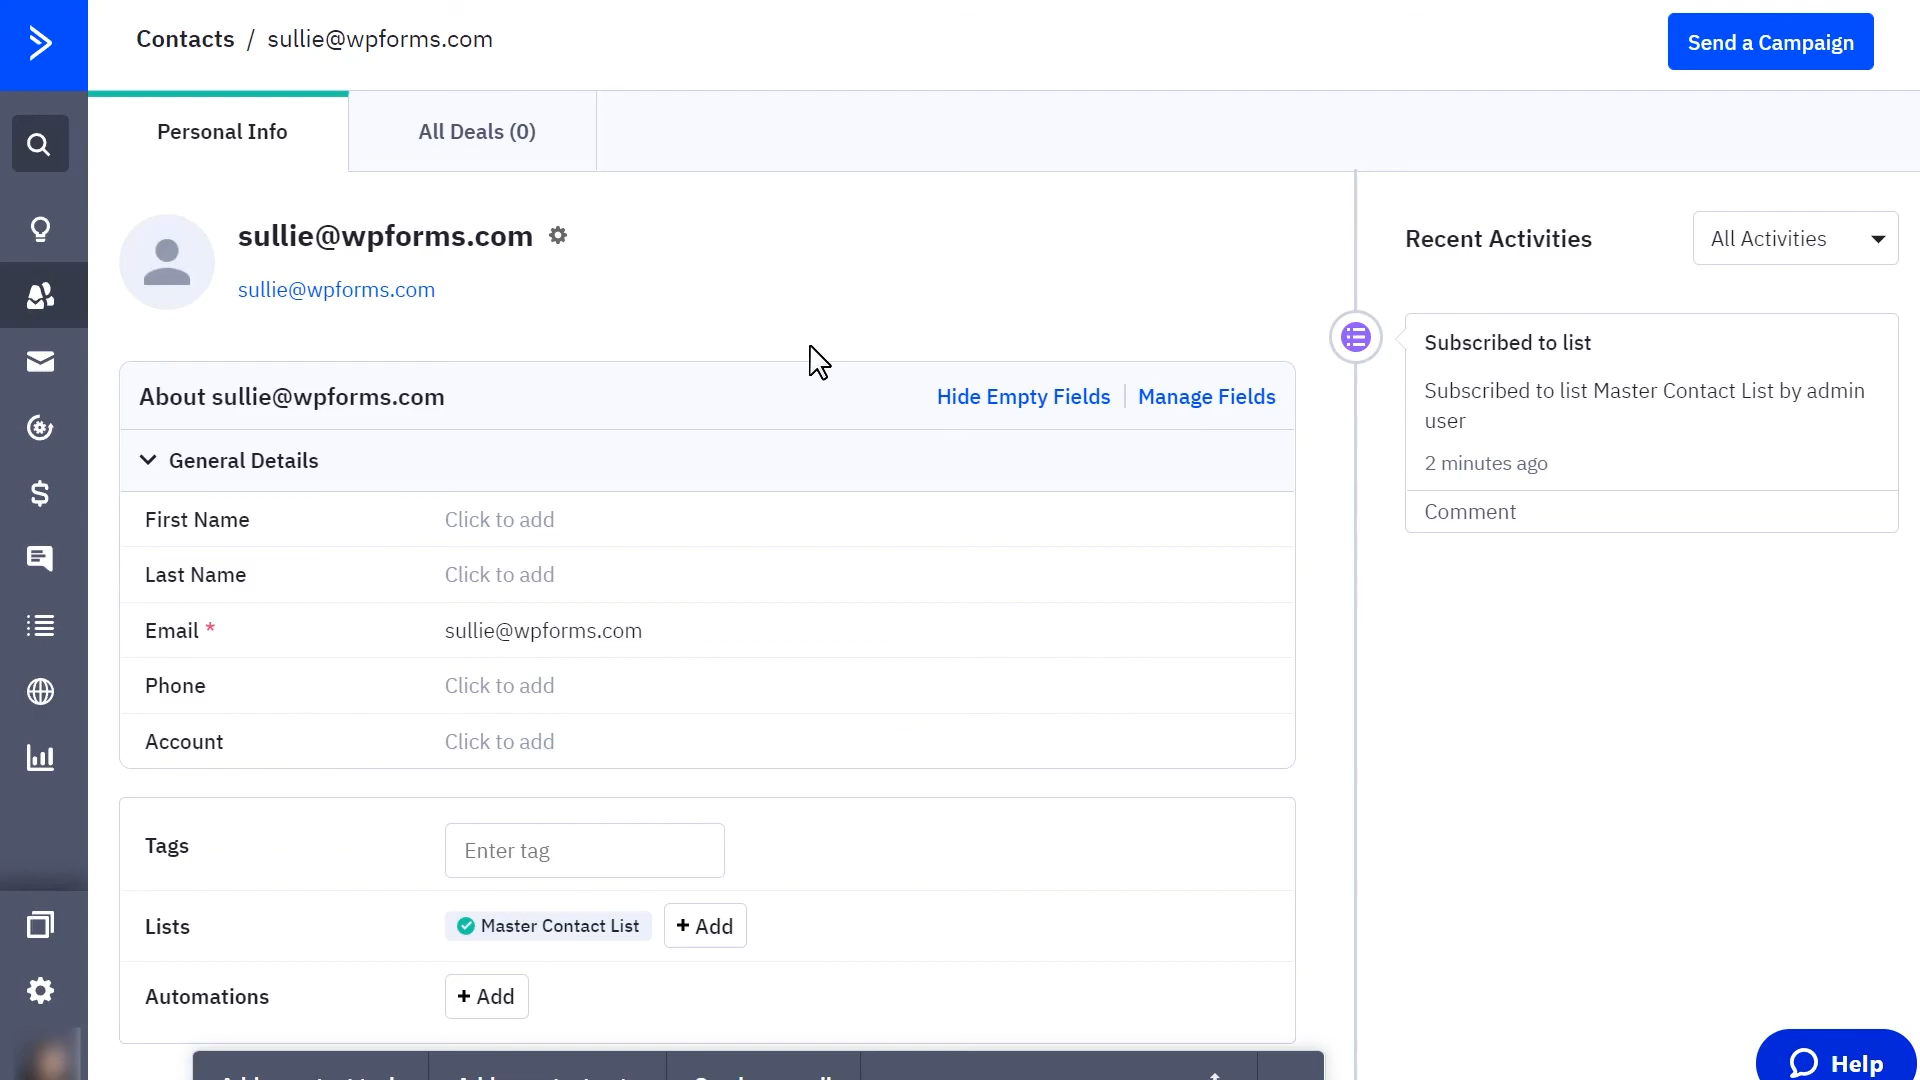 Contacts / sullie@wpforms.com
Send a Campaign
Personal Info
All Deals (0)
sullie@wpforms.com
sullie@wpforms.com
About sullie@wpforms.com
Hide Empty Fields
Manage Fields
General Details
First Name
Click to add
Last Name
Click to add
Email *
sullie@wpforms.com
Phone
Click to add
Account
Click to add
Tags
Enter tag
Lists
Master Contact List
+ Add
Automations
+ Add
Recent Activities
All Activities
Subscribed to list
Subscribed to list Master Contact List by admin
user
2 minutes ago
Comment
Help